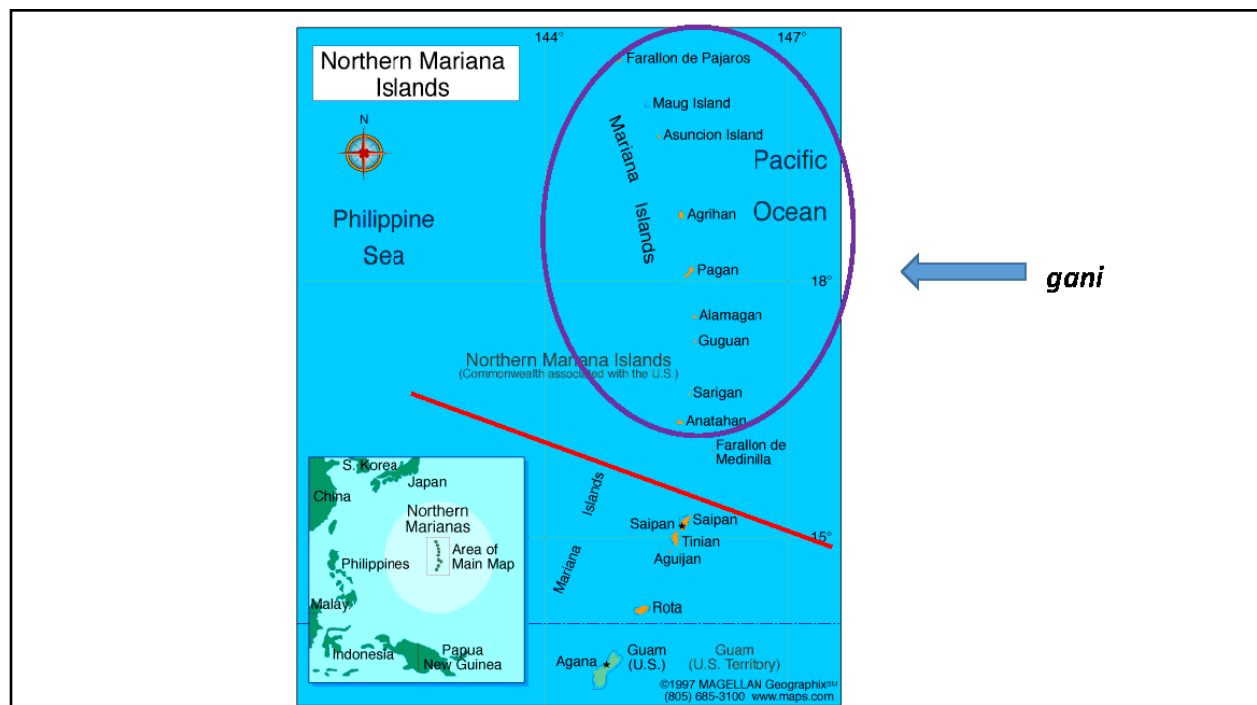 Northern Mariana
Islands
144°
147°
N
Farallon de Pajaros
Maug Island
Asuncion Island
Mariana Islands
Pacific
Ocean
Philippine
Sea
Agrihan
Pagan
18°
gani
Alamagan
Guguan
Northern Mariana Islands
(Commonwealth associated with the U.S.)
Sarigan
Anatahan
Farallon de
Medinilla
Mariana Islands
Saipan
Saipan
15°
Tinian
Aguijan
Rota
S. Korea
Japan
China
Northern
Marianas
Area of
Main Map
Philippines
Malay.
Indonesia
Papua
New Guinea
Agana
Guam
(U.S.)
Guam
(U.S. Territory)
©1997 MAGELLAN Geographix℠
(805) 685-3100 www.maps.com